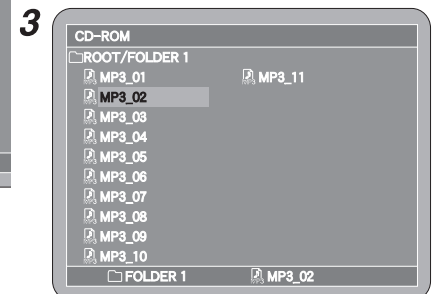 3
CD-ROM
ROOT/FOLDER 1
MP3_01 MP3_11
MP3_02
MP3_03
MP3_04
MP3_05
MP3_06
MP3_07
MP3_08
MP3_09
MP3_10
FOLDER 1 MP3_02